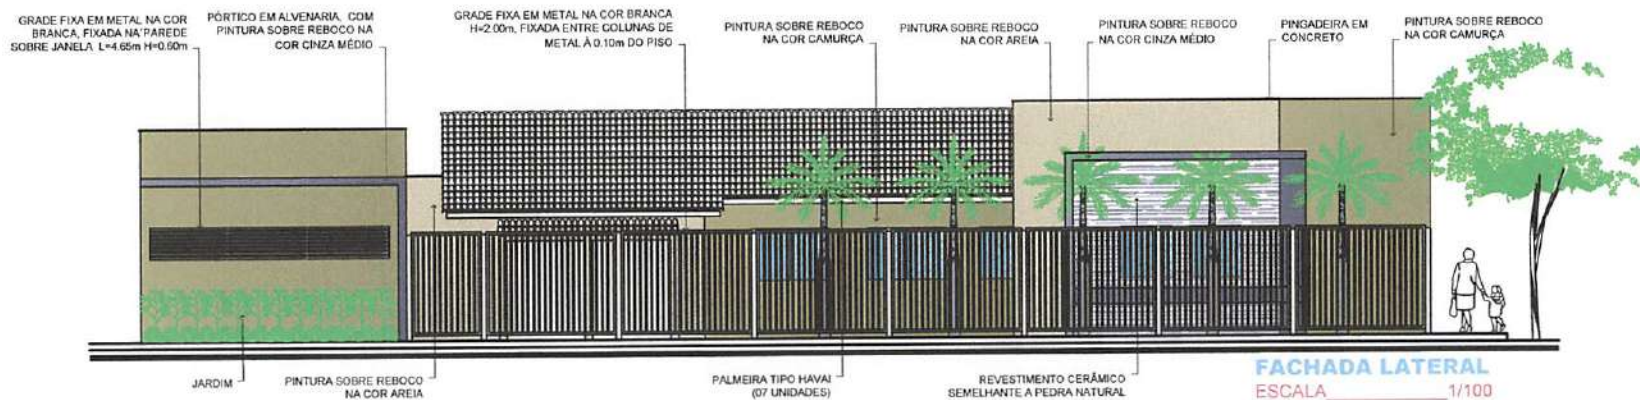 GRADE FIXA EM METAL NA COR
BRANCA, FIXADA NA PAREDE
SOBRE JANELA L=4.65m H=0.60m
PÓRTICO EM ALVENARIA, COM
PINTURA SOBRE REBOCO NA
COR CINZA MÉDIO
GRADE FIXA EM METAL NA COR BRANCA
H=2.00m, FIXADA ENTRE COLUNAS DE
METAL À 0.10m DO PISO
PINTURA SOBRE REBOCO
NA COR CAMURÇA
PINTURA SOBRE REBOCO
NA COR AREIA
PINTURA SOBRE REBOCO
NA COR CINZA MÉDIO
PINGADEIRA EM
CONCRETO
PINTURA SOBRE REBOCO
NA COR CAMURÇA
JARDIM
PINTURA SOBRE REBOCO
NA COR AREIA
PALMEIRA TIPO HAVAI
(07 UNIDADES)
REVESTIMENTO CERÂMICO
SEMELHANTE A PEDRA NATURAL
FACHADA LATERAL
ESCALA 1/100